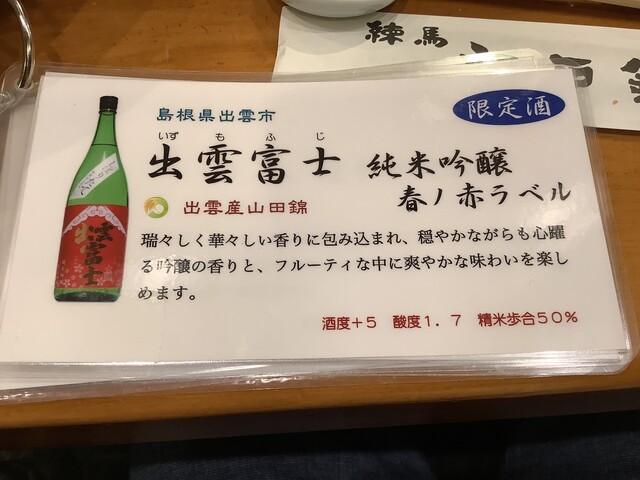 練馬
島根県出雲市
限定酒
いずもふじ
出雲富士 純米吟醸
春ノ赤ラベル
出雲産山田錦
瑞々しく華々しい香りに包み込まれ、穏やかながらも心躍
る吟醸の香りと、フルーティな中に爽やかな味わいを楽し
めます。
酒度+5 酸度1.7 精米歩合50%
出雲富士